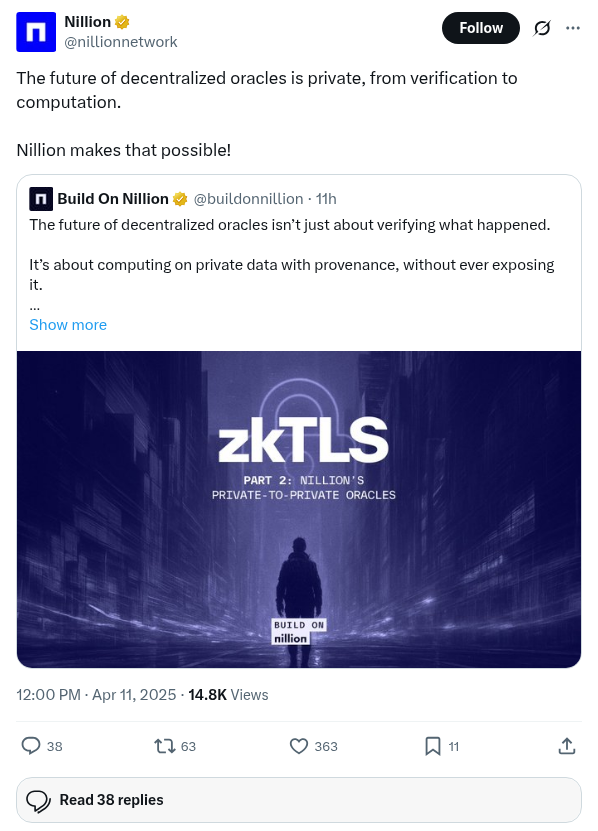 Nillion
@nillionnetwork
Follow
The future of decentralized oracles is private, from verification to
computation.
Nillion makes that possible!
Build On Nillion @buildonnillion · 11h
The future of decentralized oracles isn't just about verifying what happened.
It's about computing on private data with provenance, without ever exposing
it.
...
Show more
zkTLS
PART 2: NILLION'S
PRIVATE-TO-PRIVATE ORACLES
BUILD ON
nillion
12:00 PM · Apr 11, 2025 · 14.8K Views
38 63 363 11
Read 38 replies